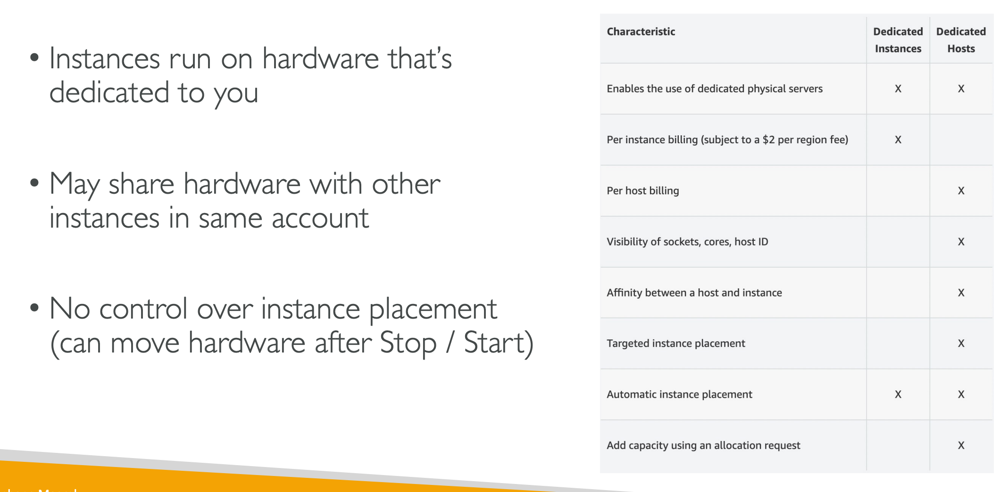 • Instances run on hardware that’s
dedicated to you
• May share hardware with other
instances in same account
• No control over instance placement
(can move hardware after Stop / Start)
Characteristic Dedicated Instances Dedicated Hosts
Enables the use of dedicated physical servers X X
Per instance billing (subject to a $2 per region fee) X
Per host billing X
Visibility of sockets, cores, host ID X
Affinity between a host and instance X
Targeted instance placement X
Automatic instance placement X X
Add capacity using an allocation request X